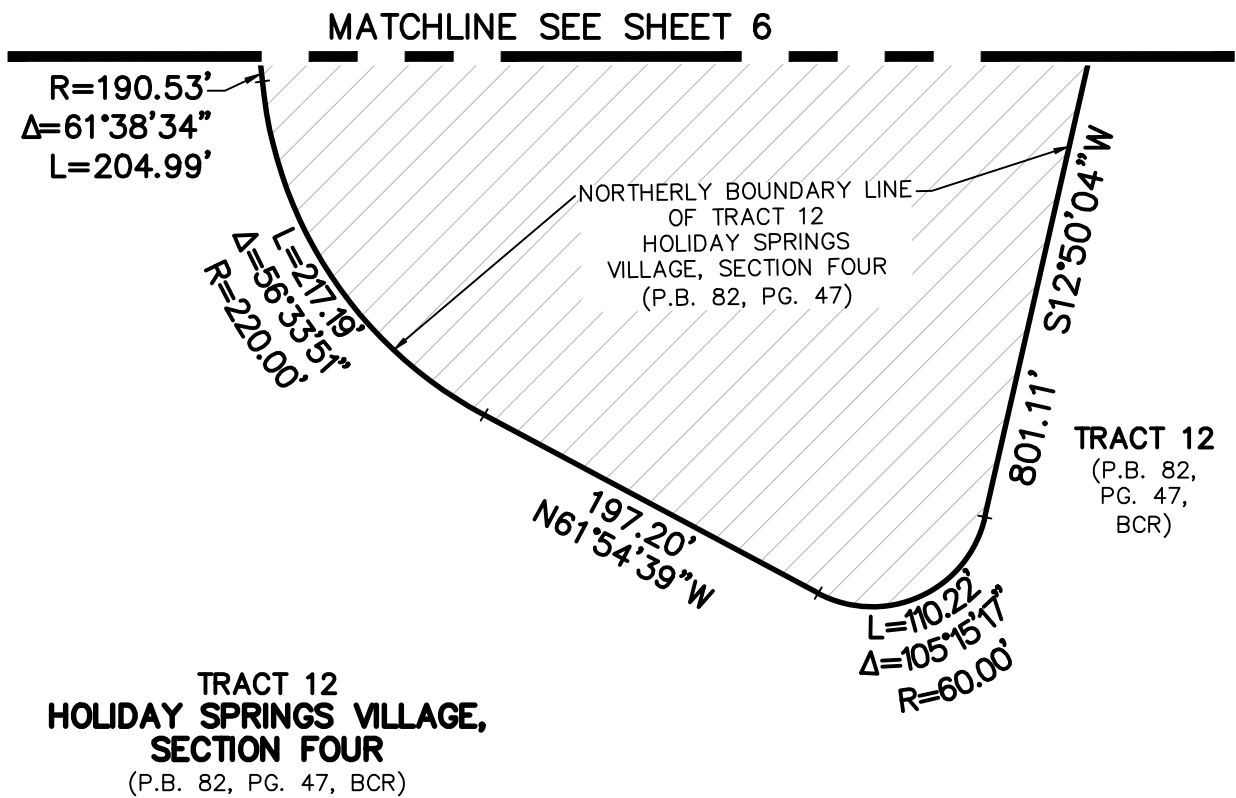 MATCHLINE SEE SHEET 6
R=190.53'
Δ=61°38'34"
L=204.99'
NORTHERLY BOUNDARY LINE
OF TRACT 12
HOLIDAY SPRINGS
VILLAGE, SECTION FOUR
(P.B. 82, PG. 47)
S12°50'04"W
801.11'
L=217.19'
Δ=56°33'51"
R=220.00'
TRACT 12
(P.B. 82,
PG. 47,
BCR)
197.20'
N61°54'39"W
L=110.22'
Δ=105°15'17"
R=60.00'
TRACT 12
HOLIDAY SPRINGS VILLAGE,
SECTION FOUR
(P.B. 82, PG. 47, BCR)